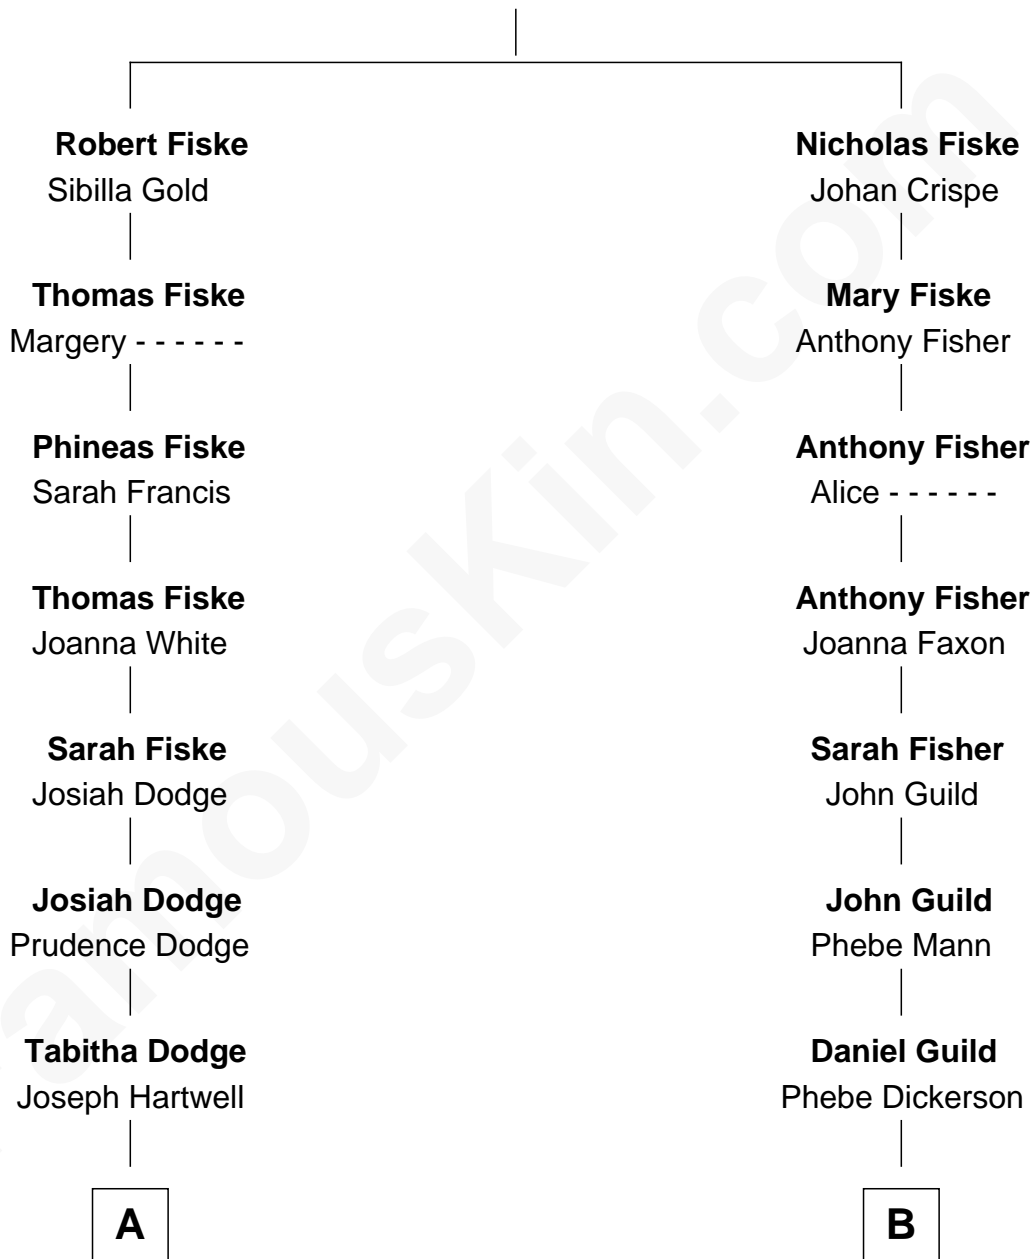 Robert Fiske
Sibilla Gold
Thomas Fiske
Margery - - - - - -
Phineas Fiske
Sarah Francis
Thomas Fiske
Joanna White
Sarah Fiske
Josiah Dodge
Josiah Dodge
Prudence Dodge
Tabitha Dodge
Joseph Hartwell
A
Nicholas Fiske
Johan Crispe
Mary Fiske
Anthony Fisher
Anthony Fisher
Alice - - - - - -
Anthony Fisher
Joanna Faxon
Sarah Fisher
John Guild
John Guild
Phebe Mann
Daniel Guild
Phebe Dickerson
B
amouskin.com